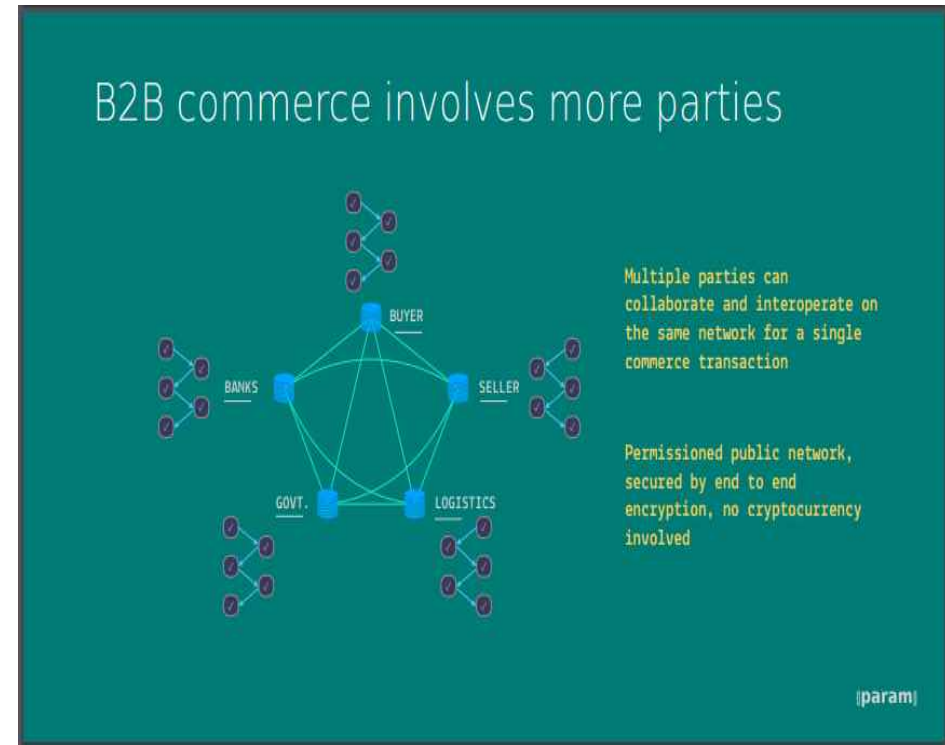 B2B commerce involves more parties
BUYER
BANKS
SELLER
GOVT.
LOGISTICS
Multiple parties can
collaborate and interoperate on
the same network for a single
commerce transaction
Permissioned public network,
secured by end to end
encryption, no cryptocurrency
involved
param